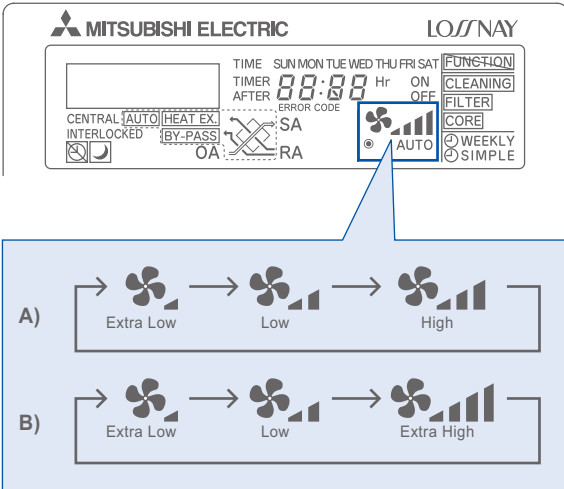 MITSUBISHI ELECTRIC LOSSNAY
TIME SUN MON TUE WED THU FRI SAT FUNCTION
TIMER 88:88 Hr ON CLEANING
AFTER OFF FILTER
ERROR CODE
CENTRAL AUTO HEAT EX. SA CORE
INTERLOCKED BY-PASS AUTO WEEKLY
OA RA SIMPLE
A)
Extra Low Low High
B)
Extra Low Low Extra High